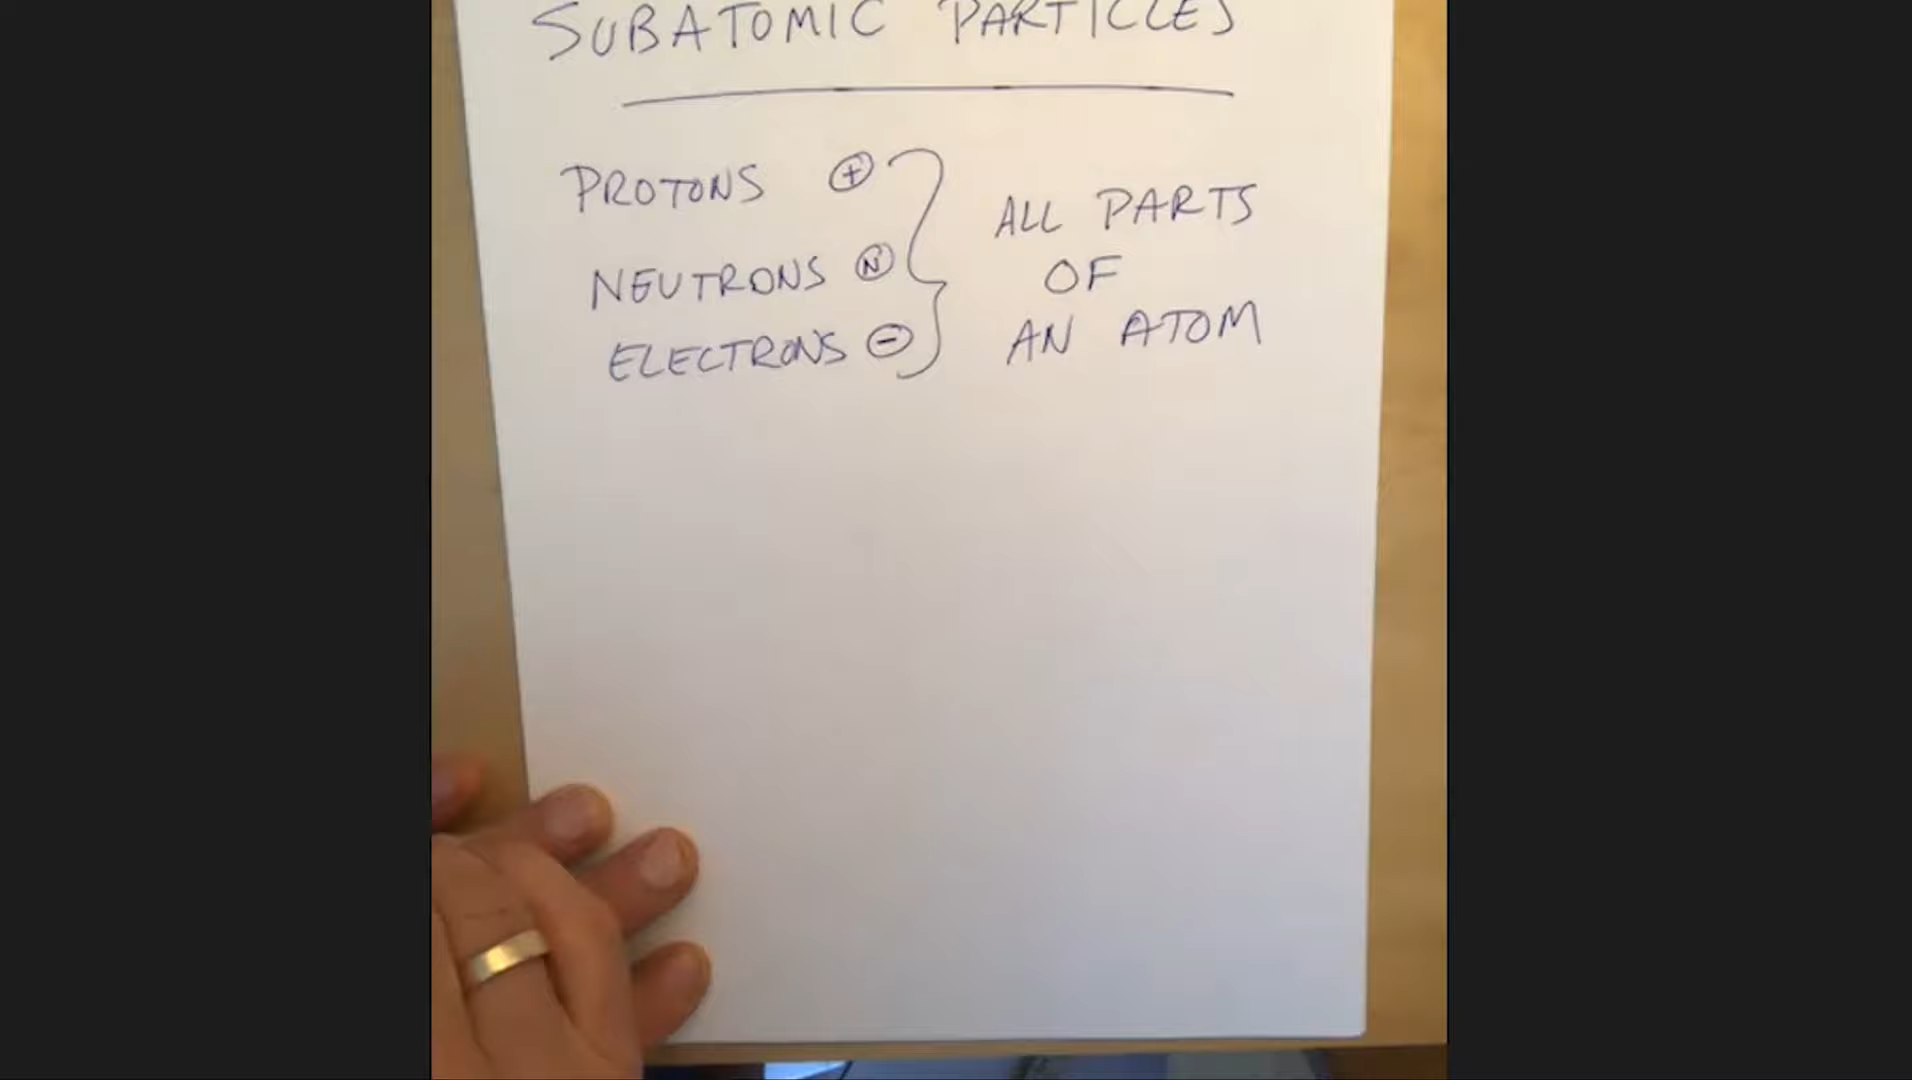 SUBATOMIC PARTICLES
PROTONS +
NEUTRONS N
ELECTRONS -
ALL PARTS
OF
AN ATOM